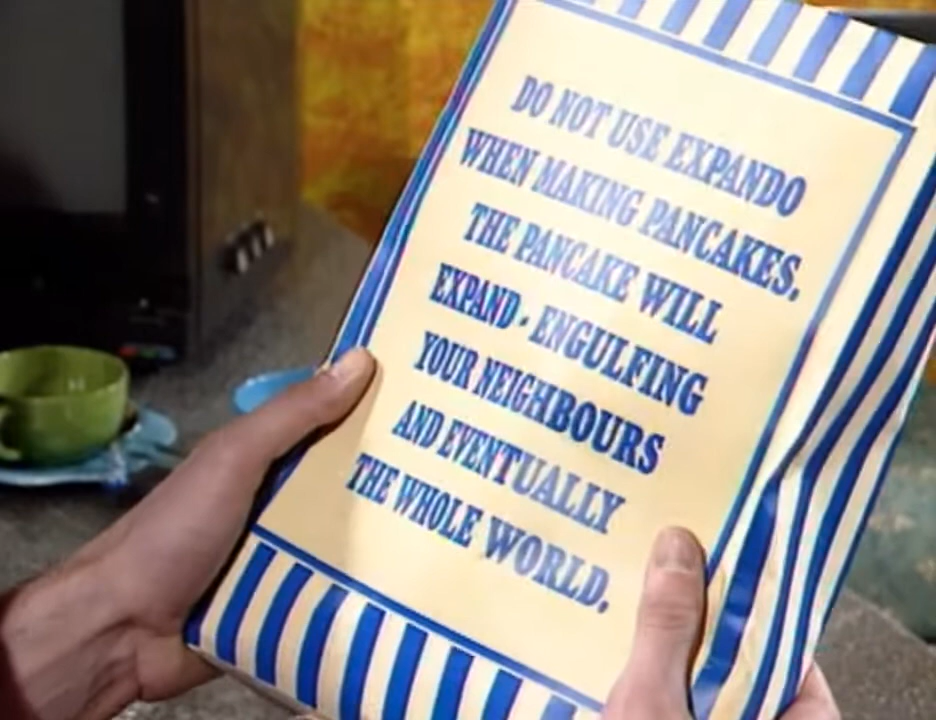 DO NOT USE EXPANDO
WHEN MAKING PANCAKES.
THE PANCAKE WILL
EXPAND - ENGULFING
YOUR NEIGHBOURS
AND EVENTUALLY
THE WHOLE WORLD.